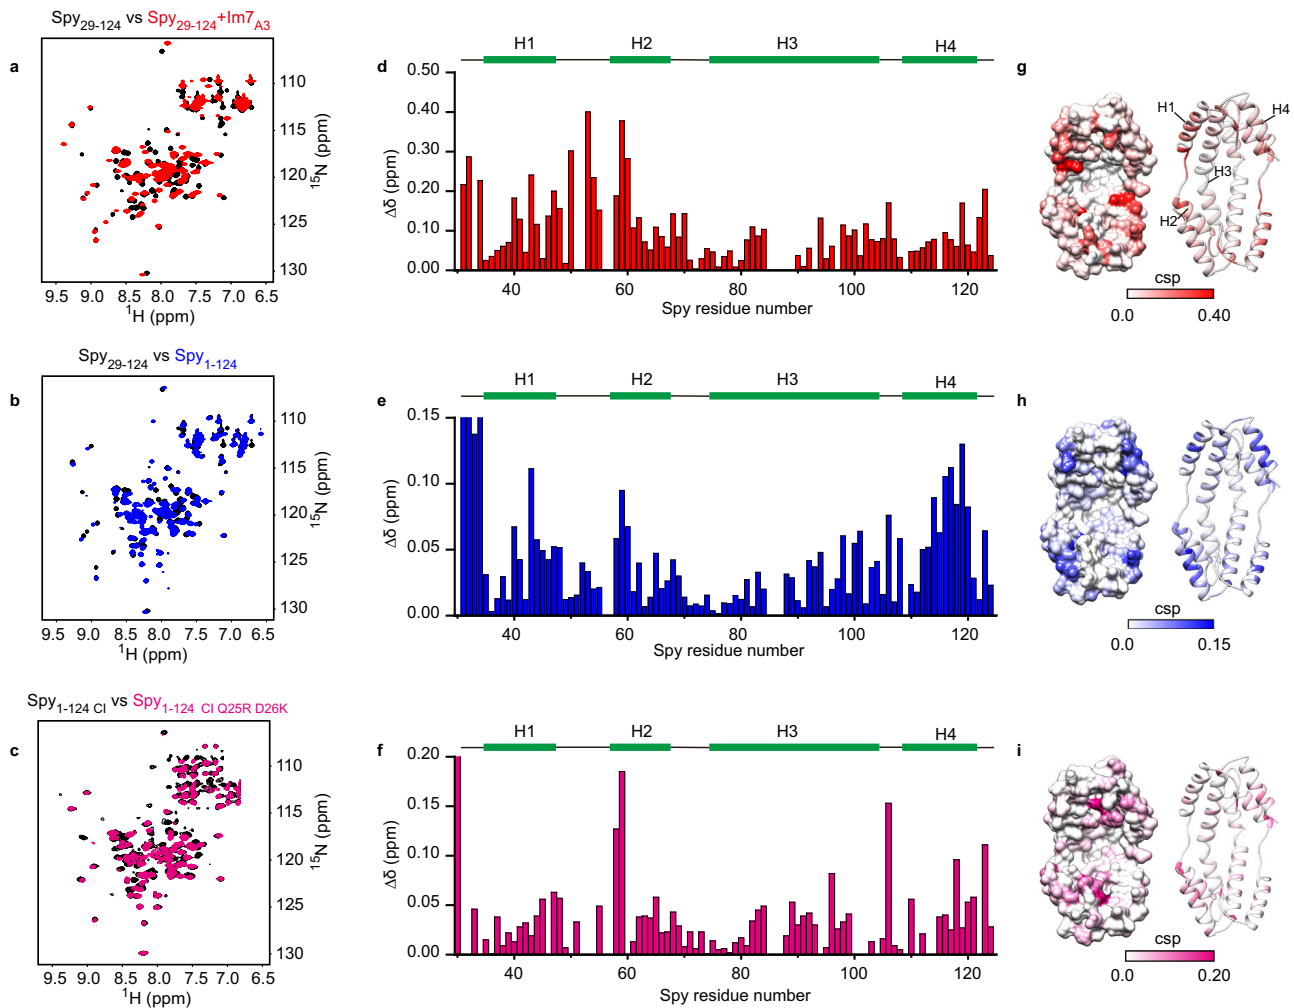 Spy29-124 vs Spy29-124+Im7A3
a
110
115
120
125
130
15N (ppm)
9.5 9.0 8.5 8.0 7.5 7.0 6.5
1H (ppm)
d
H1 H2 H3 H4
0.50
0.40
0.30
0.20
0.10
0.00
Δδ (ppm)
40 60 80 100 120
Spy residue number
g
H1
H4
H3
H2
csp
0.0 0.40
Spy29-124 vs Spy1-124
b
110
115
120
125
130
15N (ppm)
9.5 9.0 8.5 8.0 7.5 7.0 6.5
1H (ppm)
e
H1 H2 H3 H4
0.15
0.10
0.05
0.00
Δδ (ppm)
40 60 80 100 120
Spy residue number
h
csp
0.0 0.15
Spy1-124 CI vs Spy1-124 CI Q25R D26K
c
110
115
120
125
130
15N (ppm)
9.5 9.0 8.5 8.0 7.5 7.0
1H (ppm)
f
H1 H2 H3 H4
0.20
0.15
0.10
0.05
0.00
Δδ (ppm)
40 60 80 100 120
Spy residue number
i
csp
0.0 0.20